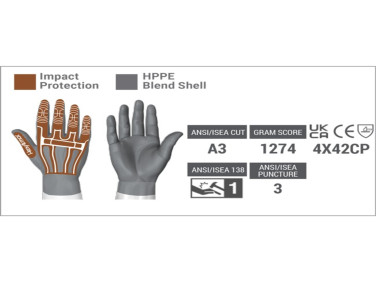 Impact
Protection
HPPE
Blend Shell
ANSI/ISEA CUT
GRAM SCORE
UK
CA
CE
A3
1274
4X42CP
ANSI/ISEA 138
ANSI/ISEA
PUNCTURE
1
3